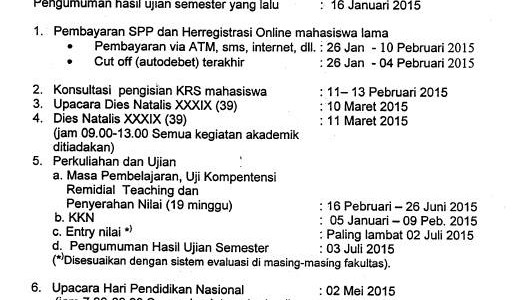 Pengumuman hasil ujian semester yang lalu : 16 Januari 2015
1. Pembayaran SPP dan Herregistrasi Online mahasiswa lama
• Pembayaran via ATM, sms, internet, dll. : 26 Jan - 10 Pebruari 2015
• Cut off (autodebet) terakhir : 26 Jan - 04 Pebruari 2015
2. Konsultasi pengisian KRS mahasiswa : 11– 13 Pebruari 2015
3. Upacara Dies Natalis XXXIX (39) : 10 Maret 2015
4. Dies Natalis XXXIX (39) : 11 Maret 2015
(jam 09.00-13.00 Semua kegiatan akademik
ditiadakan)
5. Perkuliahan dan Ujian
a. Masa Pembelajaran, Uji Kompentensi
Remidial Teaching dan
Penyerahan Nilai (19 minggu) : 16 Pebruari – 26 Juni 2015
b. KKN : 05 Januari – 09 Peb. 2015
c. Entry nilai *) : Paling lambat 02 Juli 2015
d. Pengumuman Hasil Ujian Semester : 03 Juli 2015
(*)Disesuaikan dengan sistem evaluasi di masing-masing fakultas).
6. Upacara Hari Pendidikan Nasional : 02 Mei 2015